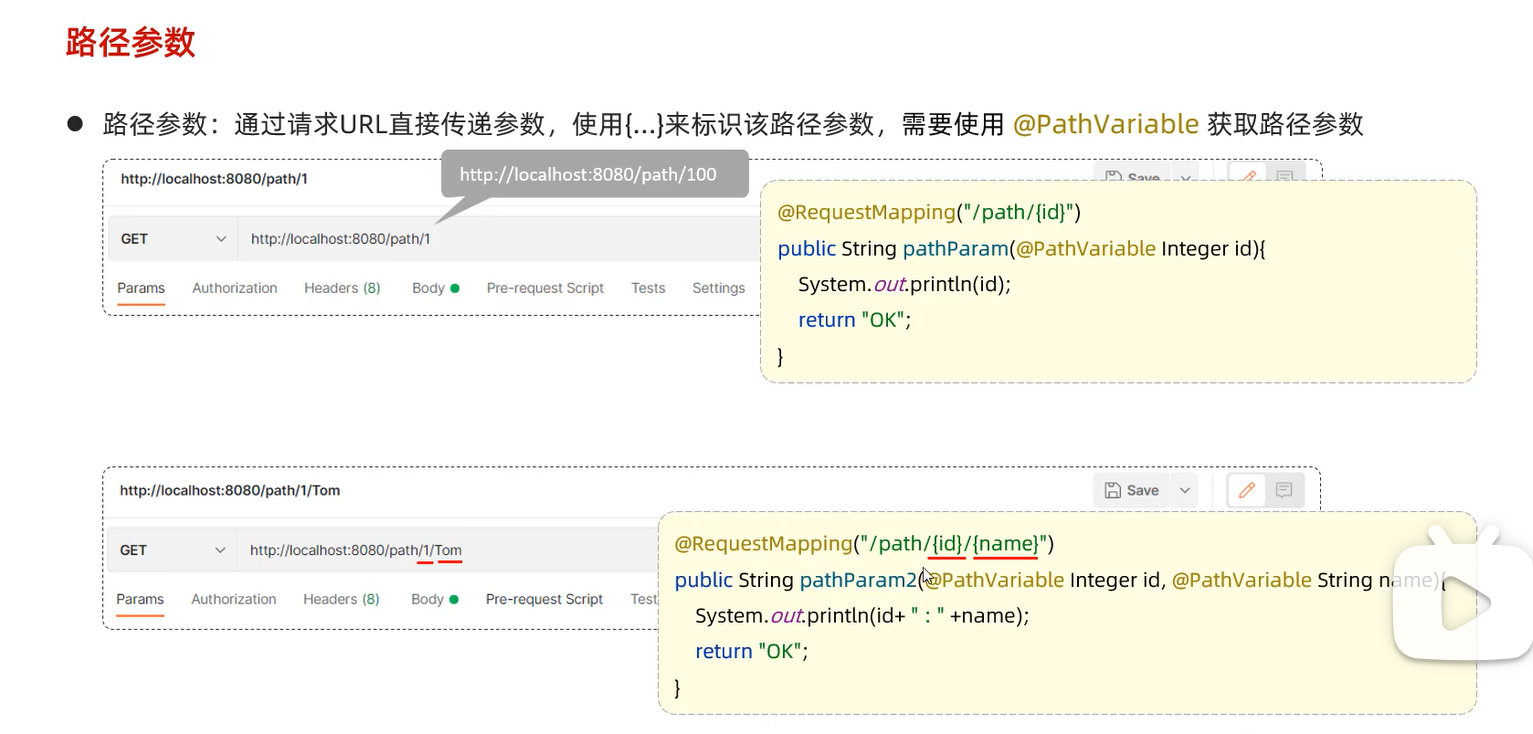 路径参数
● 路径参数：通过请求URL直接传递参数，使用{…}来标识该路径参数，需要使用 @PathVariable 获取路径参数
http://localhost:8080/path/1
http://localhost:8080/path/100
Save
GET
http://localhost:8080/path/1
Params Authorization Headers (8) Body Pre-request Script Tests Settings
@RequestMapping("/path/{id}")
public String pathParam(@PathVariable Integer id){
System.out.println(id);
return "OK";
}
http://localhost:8080/path/1/Tom
Save
GET
http://localhost:8080/path/1/Tom
Params Authorization Headers (8) Body Pre-request Script Test
@RequestMapping("/path/{id}/{name}")
public String pathParam2(@PathVariable Integer id, @PathVariable String name){
System.out.println(id+ " : " +name);
return "OK";
}